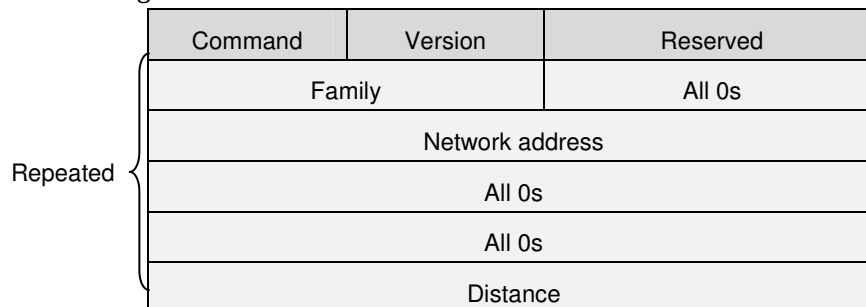 Command Version Reserved
Family All 0s
Network address
Repeated
All 0s
All 0s
Distance